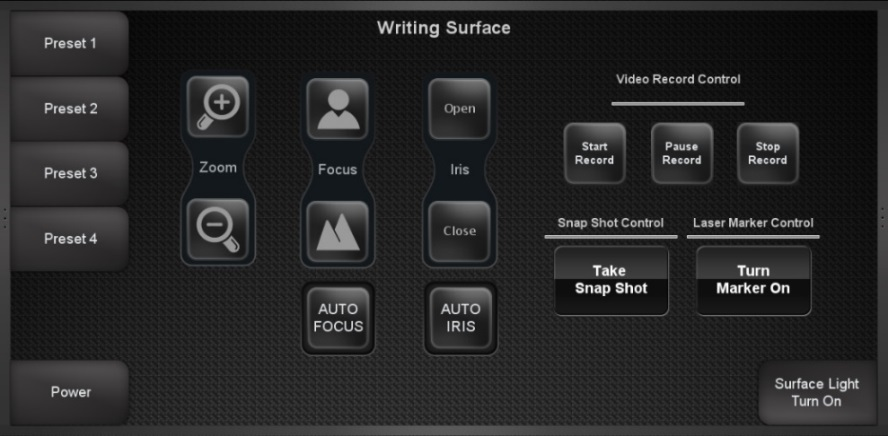 Writing Surface
Preset 1
Preset 2
Preset 3
Preset 4
Power
Zoom
Focus
AUTO
FOCUS
Open
Iris
Close
AUTO
IRIS
Video Record Control
Start
Record
Pause
Record
Stop
Record
Snap Shot Control
Take
Snap Shot
Laser Marker Control
Turn
Marker On
Surface Light
Turn On